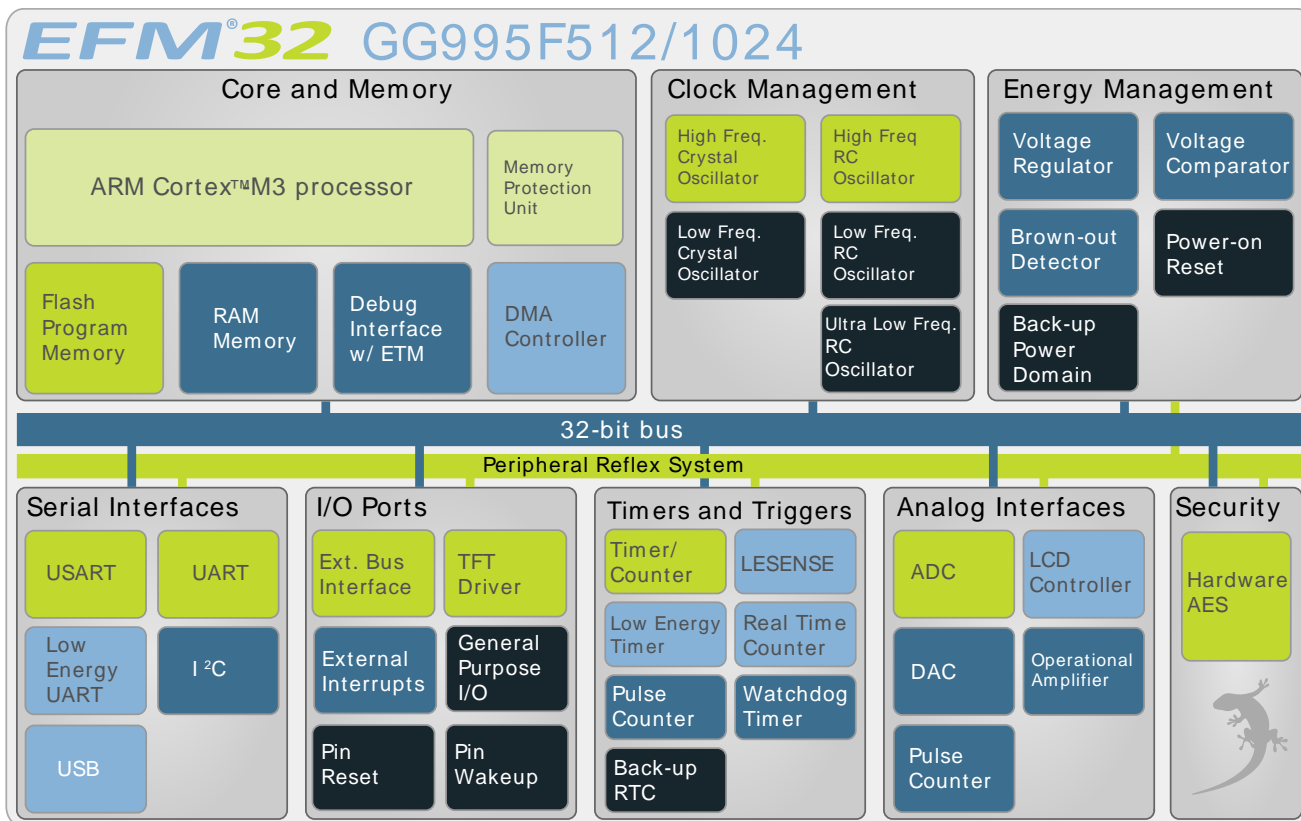 EFM®32 GG995F512/1024
Core and Memory
ARM Cortex™M3 processor
Memory
Protection
Unit
Flash
Program
Memory
RAM
Memory
Debug
Interface
w/ ETM
DMA
Controller
Clock Management
High Freq.
Crystal
Oscillator
High Freq
RC
Oscillator
Low Freq.
Crystal
Oscillator
Low Freq.
RC
Oscillator
Ultra Low Freq.
RC
Oscillator
Energy Management
Voltage
Regulator
Voltage
Comparator
Brown-out
Detector
Power-on
Reset
Back-up
Power
Domain
32-bit bus
Peripheral Reflex System
Serial Interfaces
USART
UART
Low
Energy
UART
I²C
USB
I/O Ports
Ext. Bus
Interface
TFT
Driver
External
Interrupts
General
Purpose
I/O
Pin
Reset
Pin
Wakeup
Timers and Triggers
Timer/
Counter
LESENSE
Low Energy
Timer
Real Time
Counter
Pulse
Counter
Watchdog
Timer
Back-up
RTC
Analog Interfaces
ADC
LCD
Controller
DAC
Operational
Amplifier
Pulse
Counter
Security
Hardware
AES